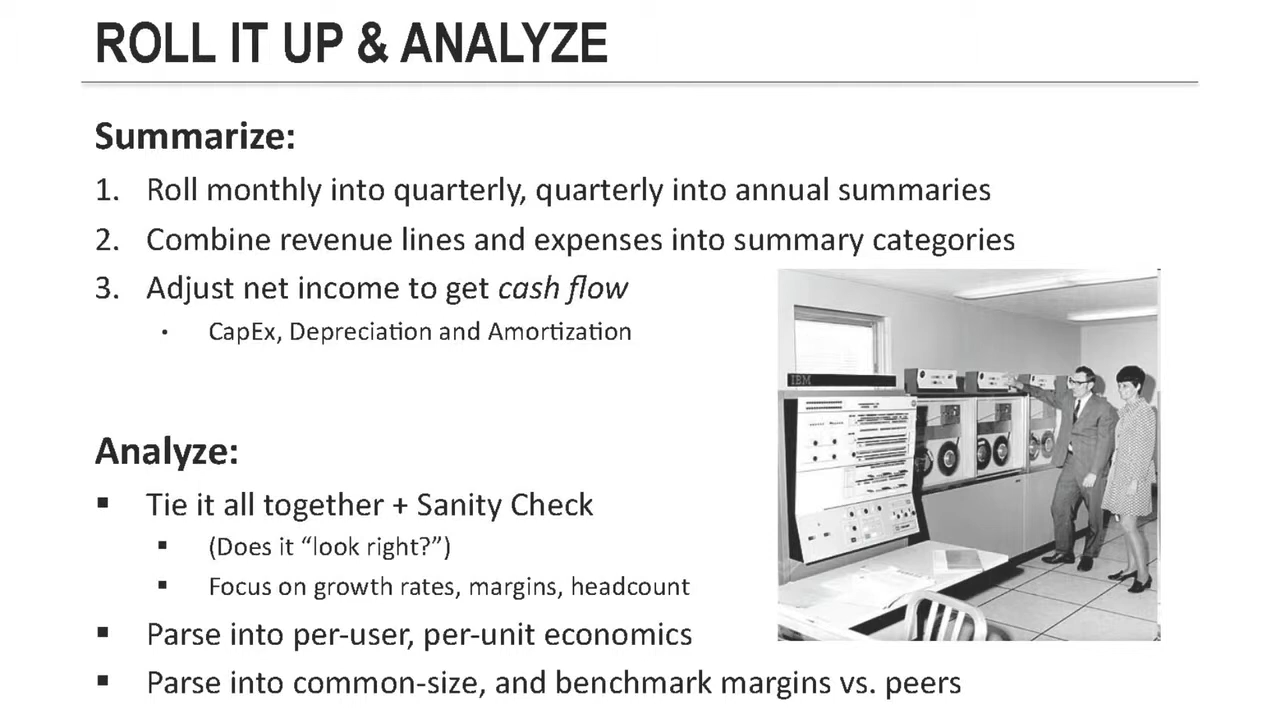 ROLL IT UP & ANALYZE
Summarize:
1. Roll monthly into quarterly, quarterly into annual summaries
2. Combine revenue lines and expenses into summary categories
3. Adjust net income to get cash flow
• CapEx, Depreciation and Amortization
IBM
Analyze:
▪ Tie it all together + Sanity Check
▪ (Does it “look right?”)
▪ Focus on growth rates, margins, headcount
▪ Parse into per-user, per-unit economics
▪ Parse into common-size, and benchmark margins vs. peers